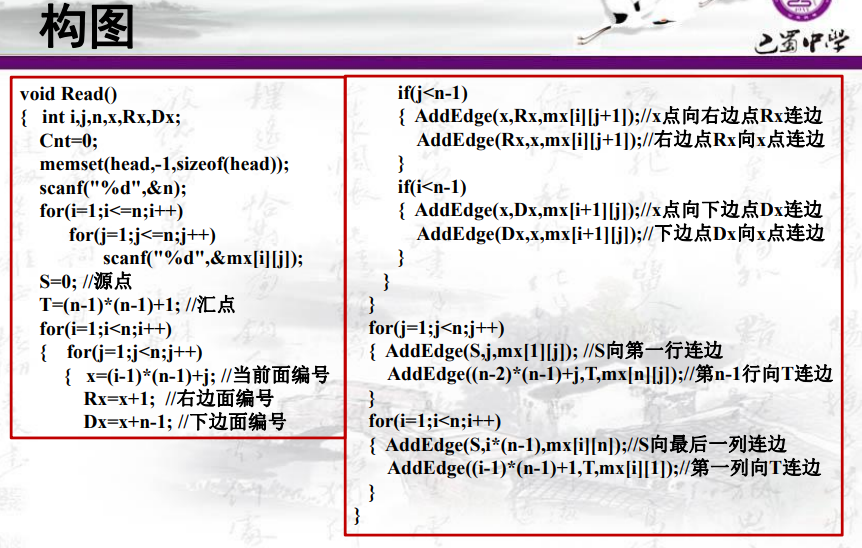 构图
巴蜀中学
void Read()
{ int i,j,n,x,Rx,Dx;
Cnt=0;
memset(head,-1,sizeof(head));
scanf("%d",&n);
for(i=1;i<=n;i++)
for(j=1;j<=n;j++)
scanf("%d",&mx[i][j]);
S=0; //源点
T=(n-1)*(n-1)+1; //汇点
for(i=1;i<n;i++)
{ for(j=1;j<n;j++)
{ x=(i-1)*(n-1)+j; //当前面编号
Rx=x+1; //右边面编号
Dx=x+n-1; //下边面编号
if(j<n-1)
{ AddEdge(x,Rx,mx[i][j+1]);//x点向右边点Rx连边
AddEdge(Rx,x,mx[i][j+1]);//右边点Rx向x点连边
}
if(i<n-1)
{ AddEdge(x,Dx,mx[i+1][j]);//x点向下边点Dx连边
AddEdge(Dx,x,mx[i+1][j]);//下边点Dx向x点连边
}
}
}
for(j=1;j<n;j++)
{ AddEdge(S,j,mx[1][j]); //S向第一行连边
AddEdge((n-2)*(n-1)+j,T,mx[n][j]);//第n-1行向T连边
}
for(i=1;i<n;i++)
{ AddEdge(S,i*(n-1),mx[i][n]);//S向最后一列连边
AddEdge((i-1)*(n-1)+1,T,mx[i][1]);//第一列向T连边
}
}